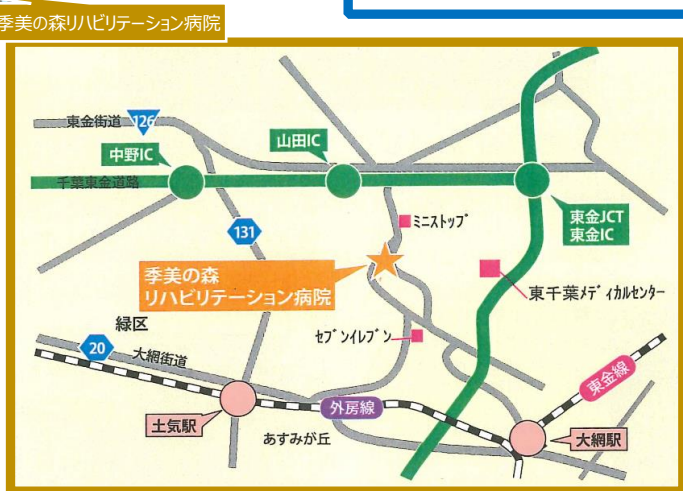 季美の森リハビリテーション病院
東金街道
126
山田IC
中野IC
千葉東金道路
ミニストップ
東金JCT
東金IC
131
季美の森
リハビリテーション病院
東千葉メディカルセンター
緑区
セブンイレブン
20
大網街道
東金線
外房線
土気駅
あすみが丘
大網駅